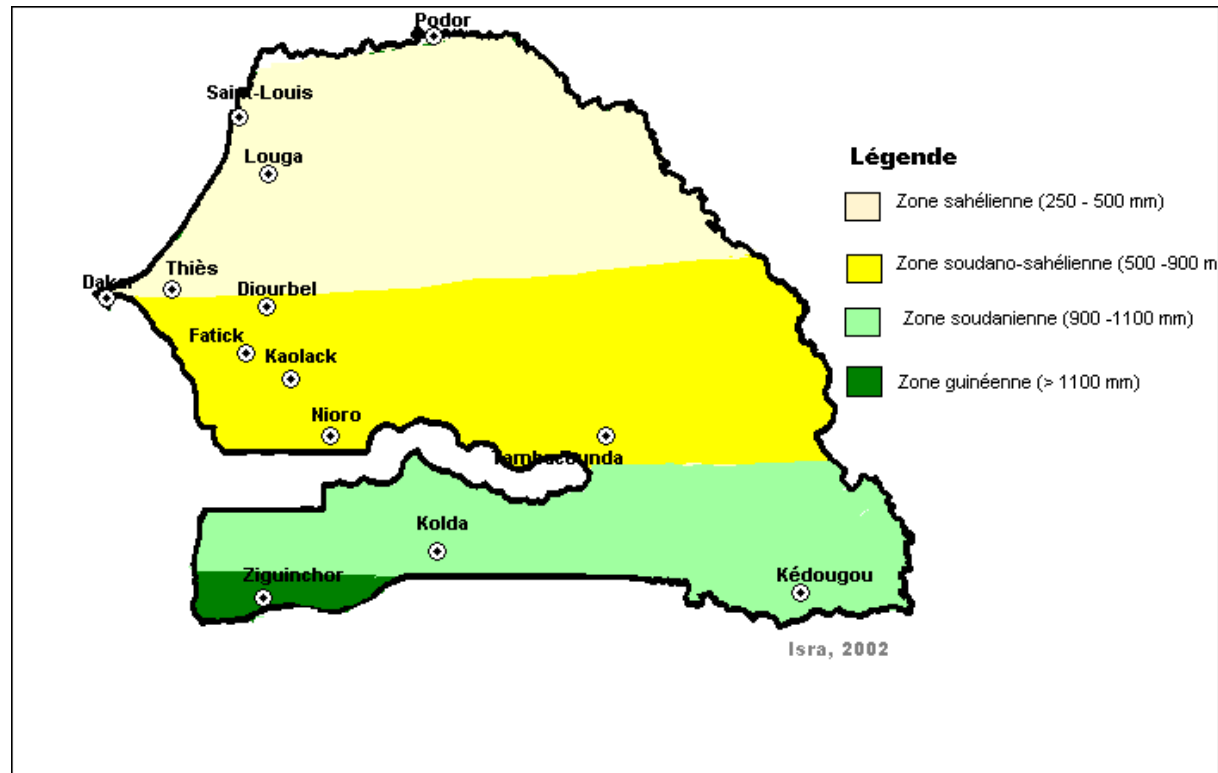 Podor
Saint-Louis
Louga
Légende
Zone sahélienne (250 - 500 mm)
Thiès
Dakar
Diourbel
Zone soudano-sahélienne (500 -900 m
Fatick
Kaolack
Zone soudanienne (900 -1100 mm)
Zone guinéenne (> 1100 mm)
Nioro
Tambacounda
Kolda
Ziguinchor
Kédougou
Isra, 2002